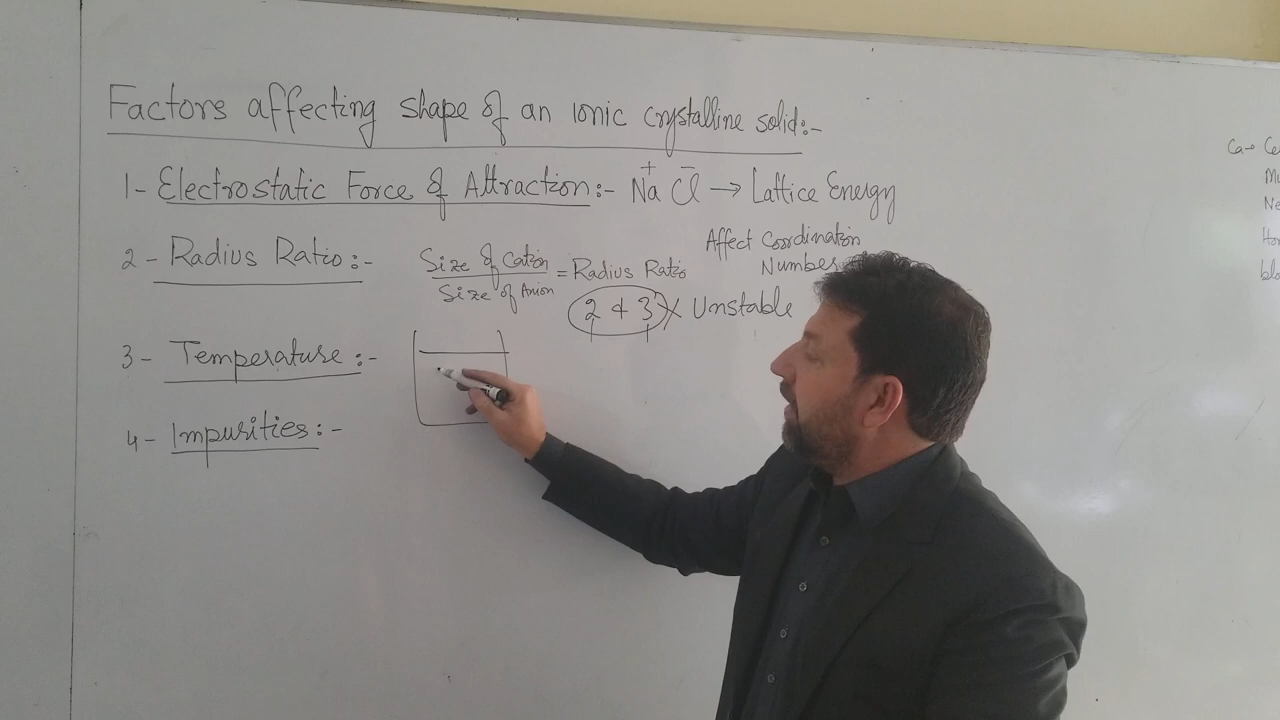 Factors affecting shape of an ionic crystalline solid:-
1- Electrostatic Force of Attraction:- Na⁺ Cl⁻ → Lattice Energy
2- Radius Ratio:-
Size of Cation
Size of Anion
= Radius Ratio
Affect Coordination
Number
2 & 3 X Unstable
3- Temperature:-
4- Impurities:-
Ca→